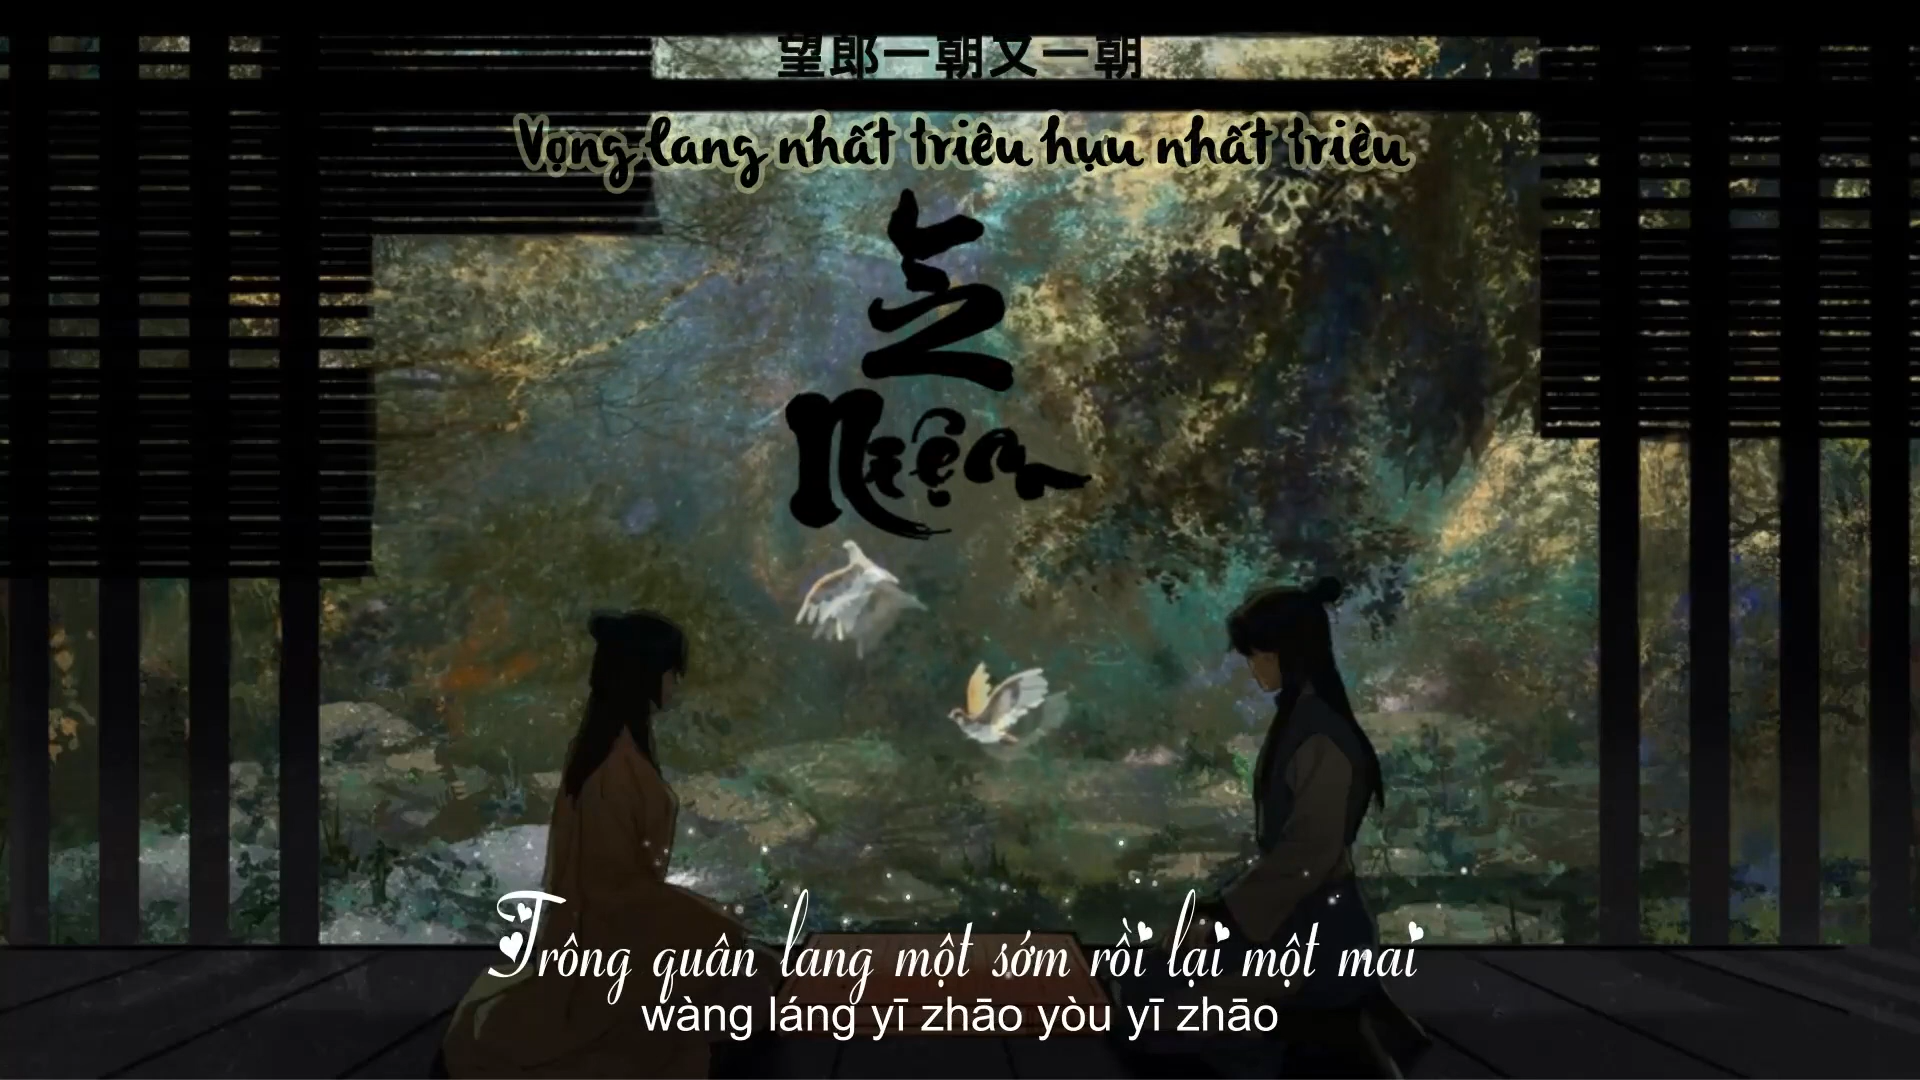 望郎一朝又一朝
Vọng lang nhất triêu hựu nhất triêu
Niệm
Trông quân lang một sớm rồi lại một mai
wàng láng yī zhāo yòu yī zhāo